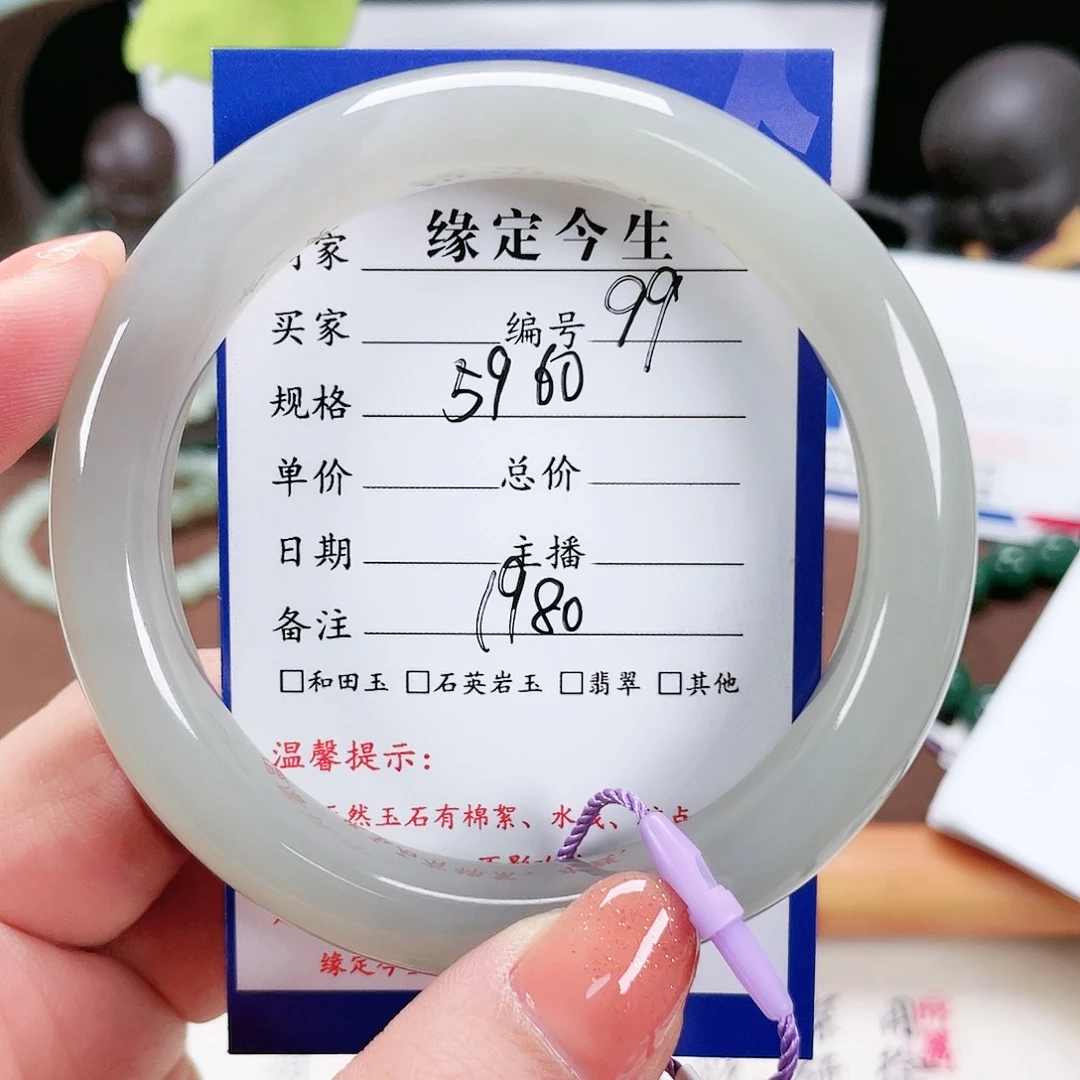 家 缘定今生
买家 编号 99
规格 59 60
单价 总价
日期 主播
备注 1980
□和田玉 □石英岩玉 □翡翠 □其他
温馨提示：
然玉石有棉絮、水
缘定今